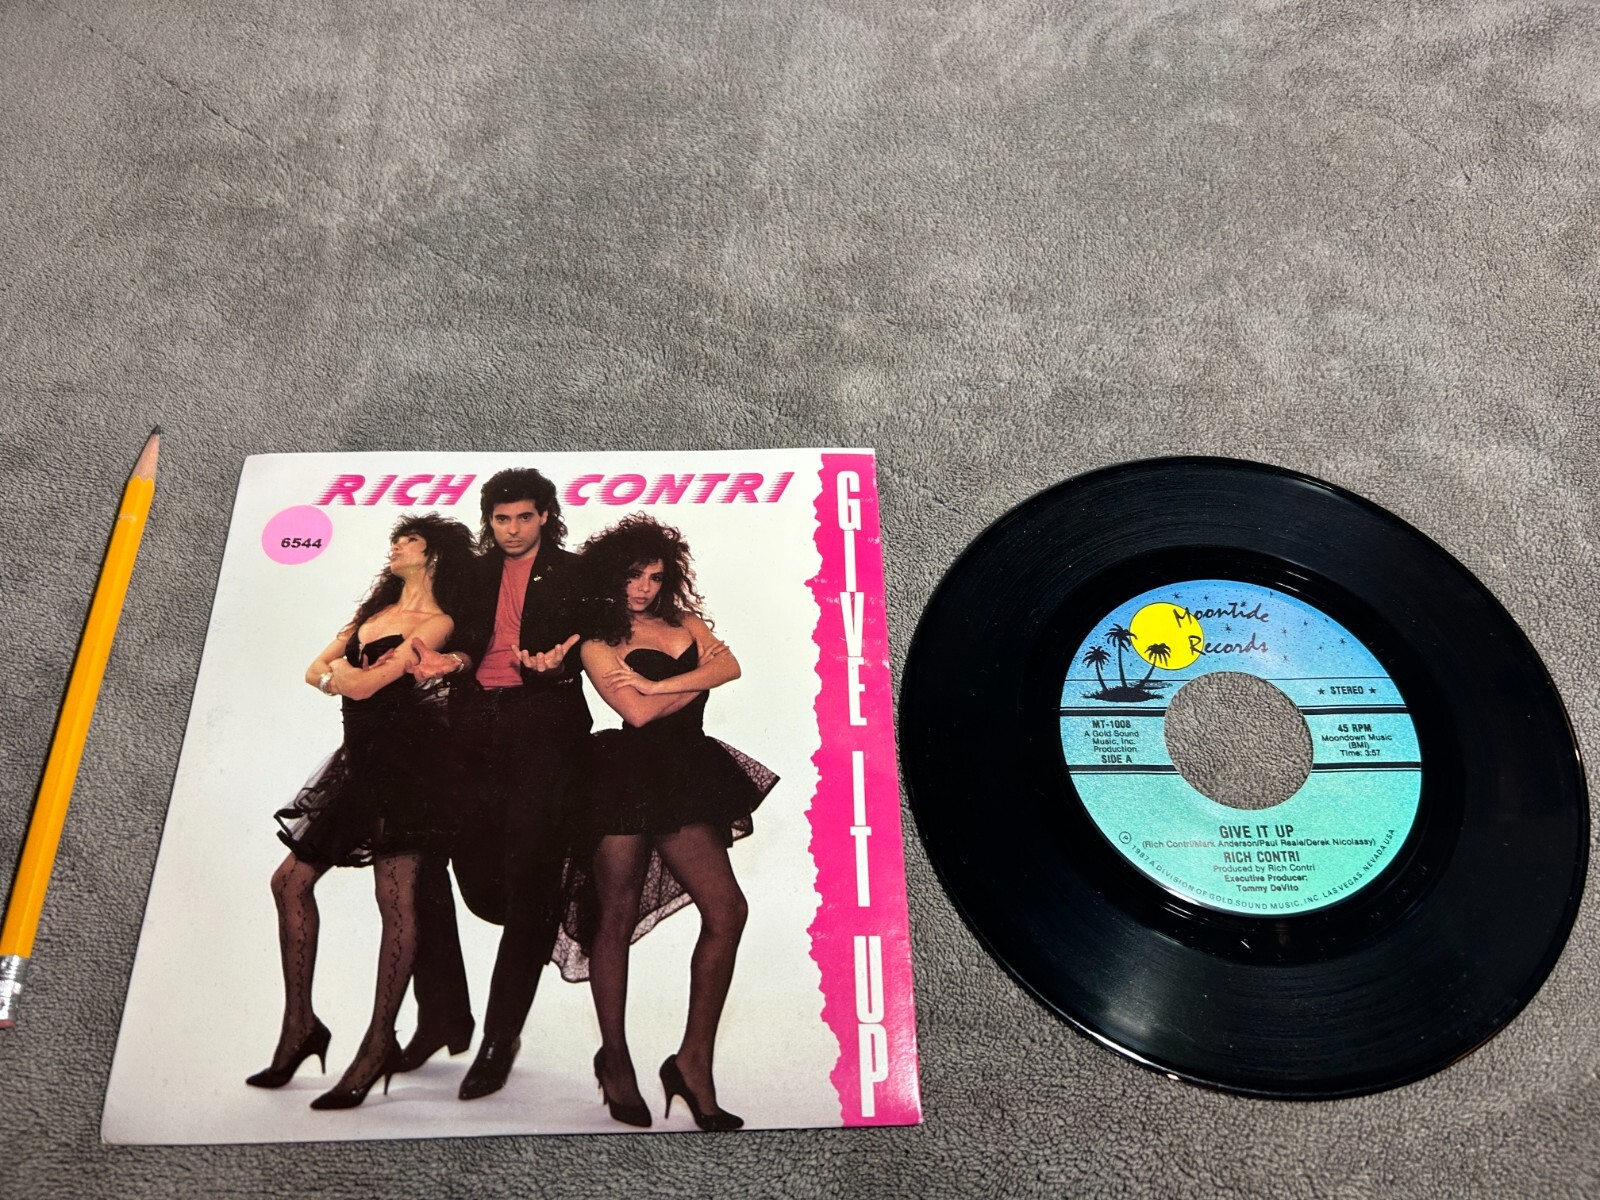 RICH CONTRI
6544
GIVE IT UP
Moontide
Records
★ STEREO ★
MT-1008
A Gold Sound
Music, Inc.
Production
SIDE A
45 RPM
Moondown Music
(BMI)
Time: 3:57
GIVE IT UP
(Rich Contri/Mark Anderson/Paul Reale/Derek Nicolassy)
RICH CONTRI
Produced by Rich Contri
Executive Producer:
Tommy DeVito
℗ 1987 A DIVISION OF GOLD SOUND MUSIC, INC. LAS VEGAS, NEVADA USA